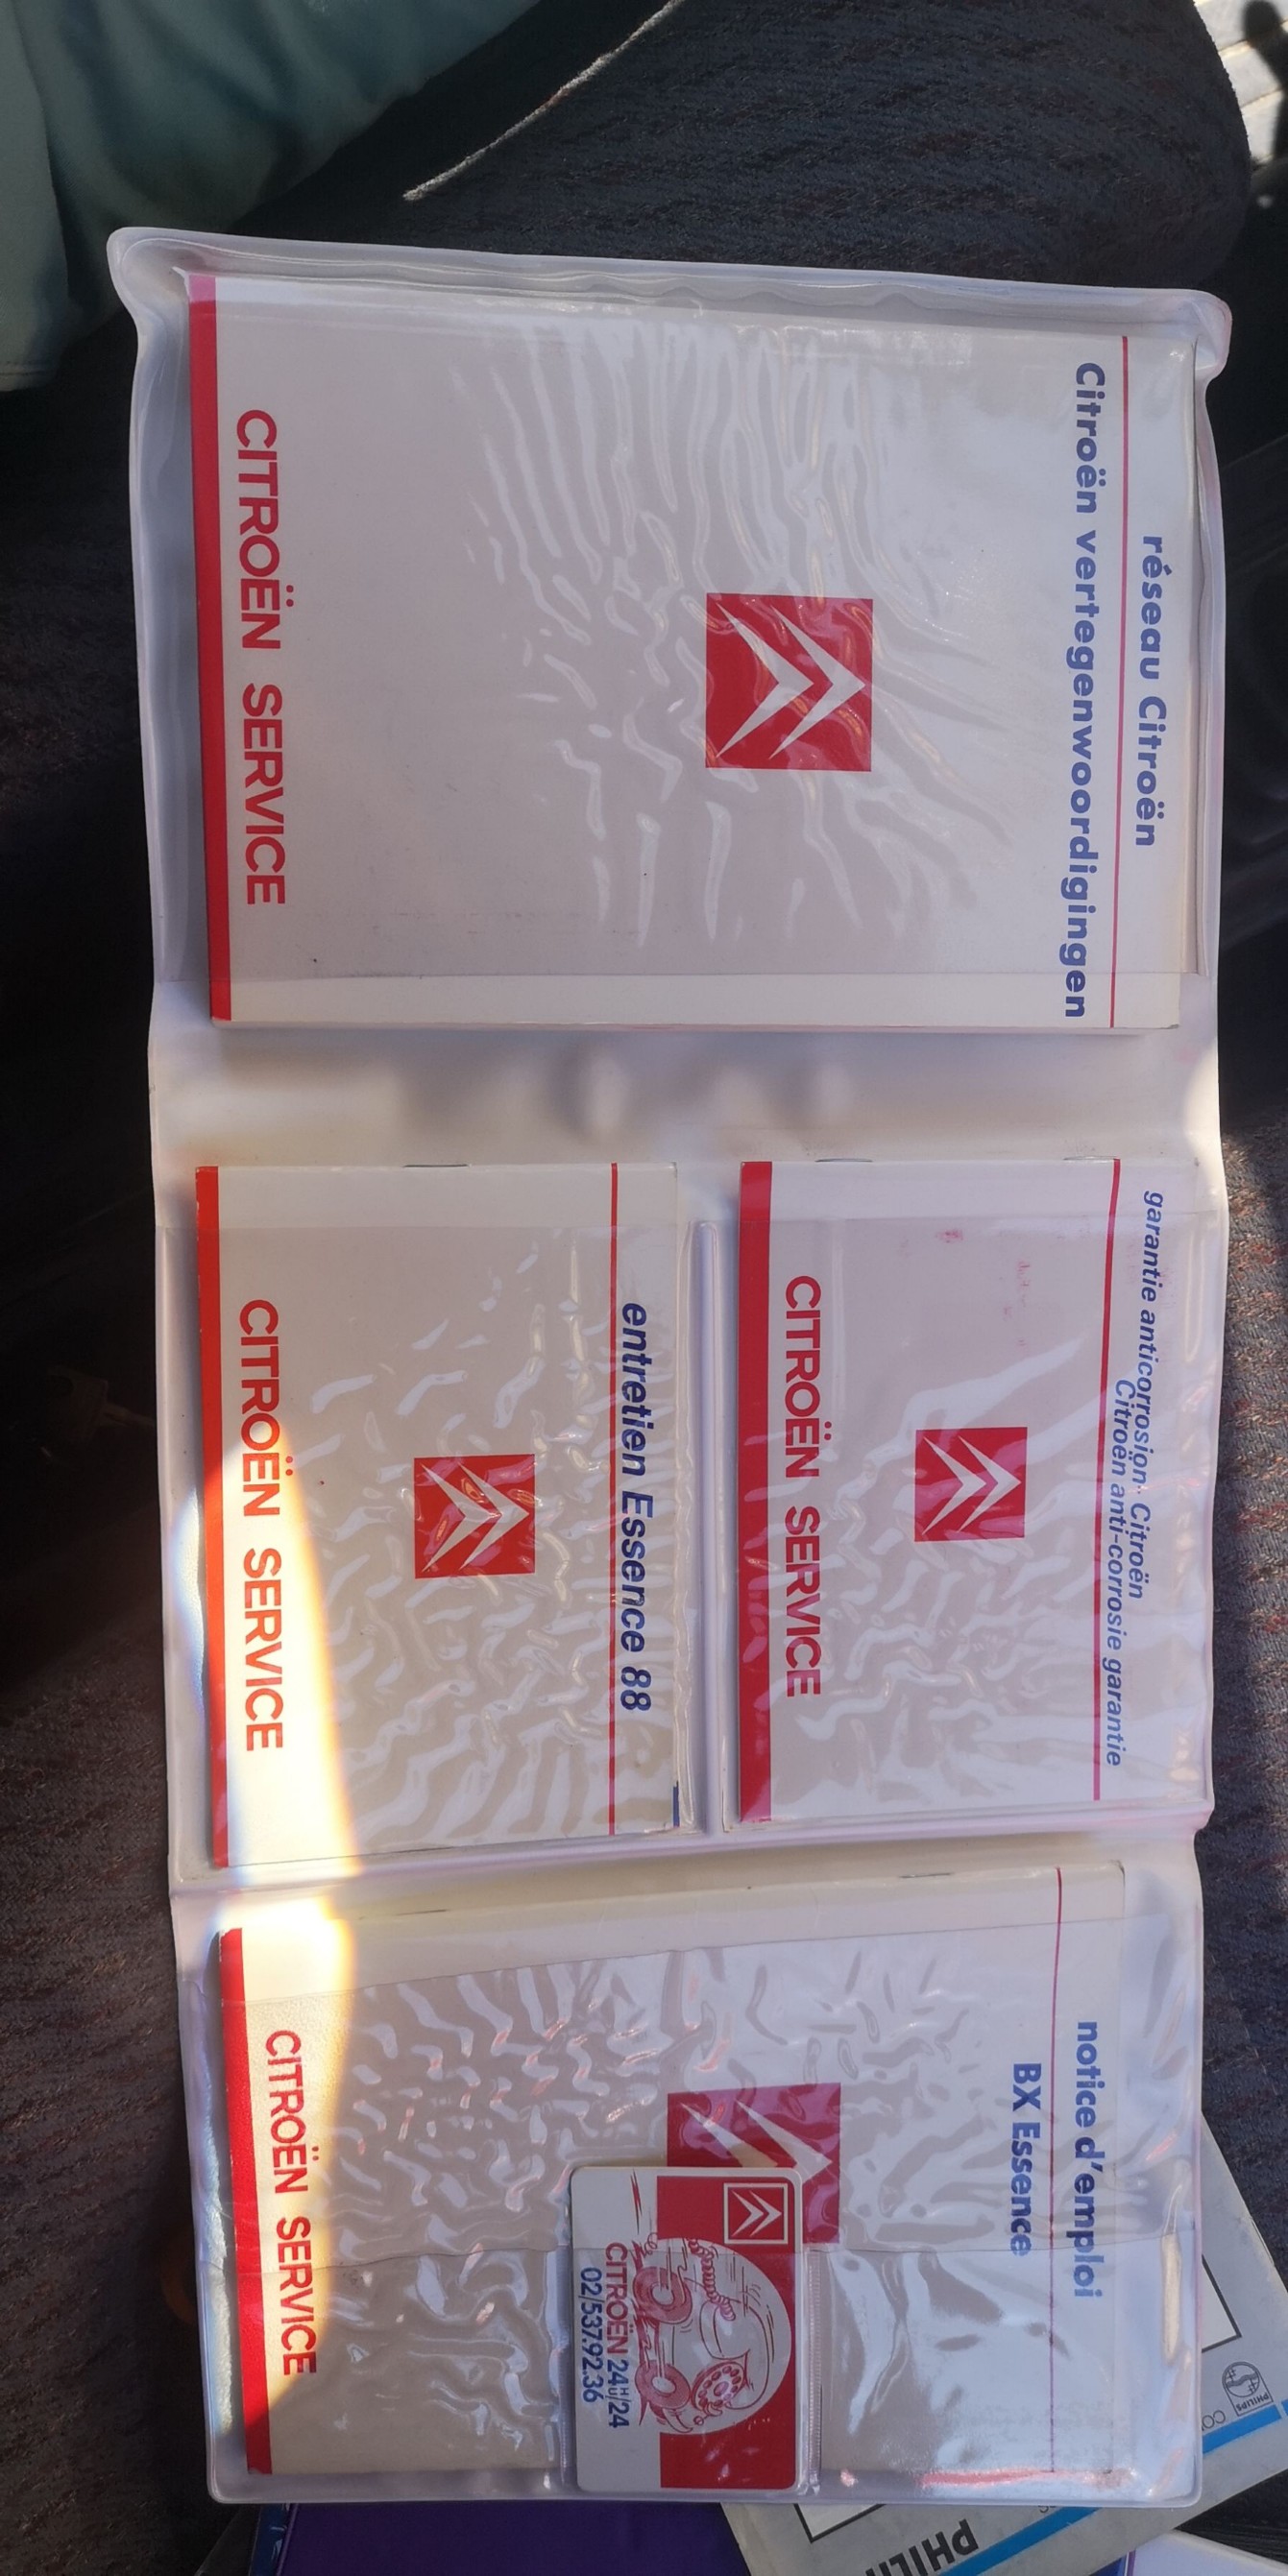 réseau Citroën
Citroën vertegenwoordigingen
CITROËN SERVICE
garantie anticorrosion Citroën
Citroën anti-corrosie garantie
CITROËN SERVICE
entretien Essence 88
CITROËN SERVICE
notice d'emploi
BX Essence
CITROËN 24H/24
02/537.92.36
CITROËN SERVICE
PHILIPS